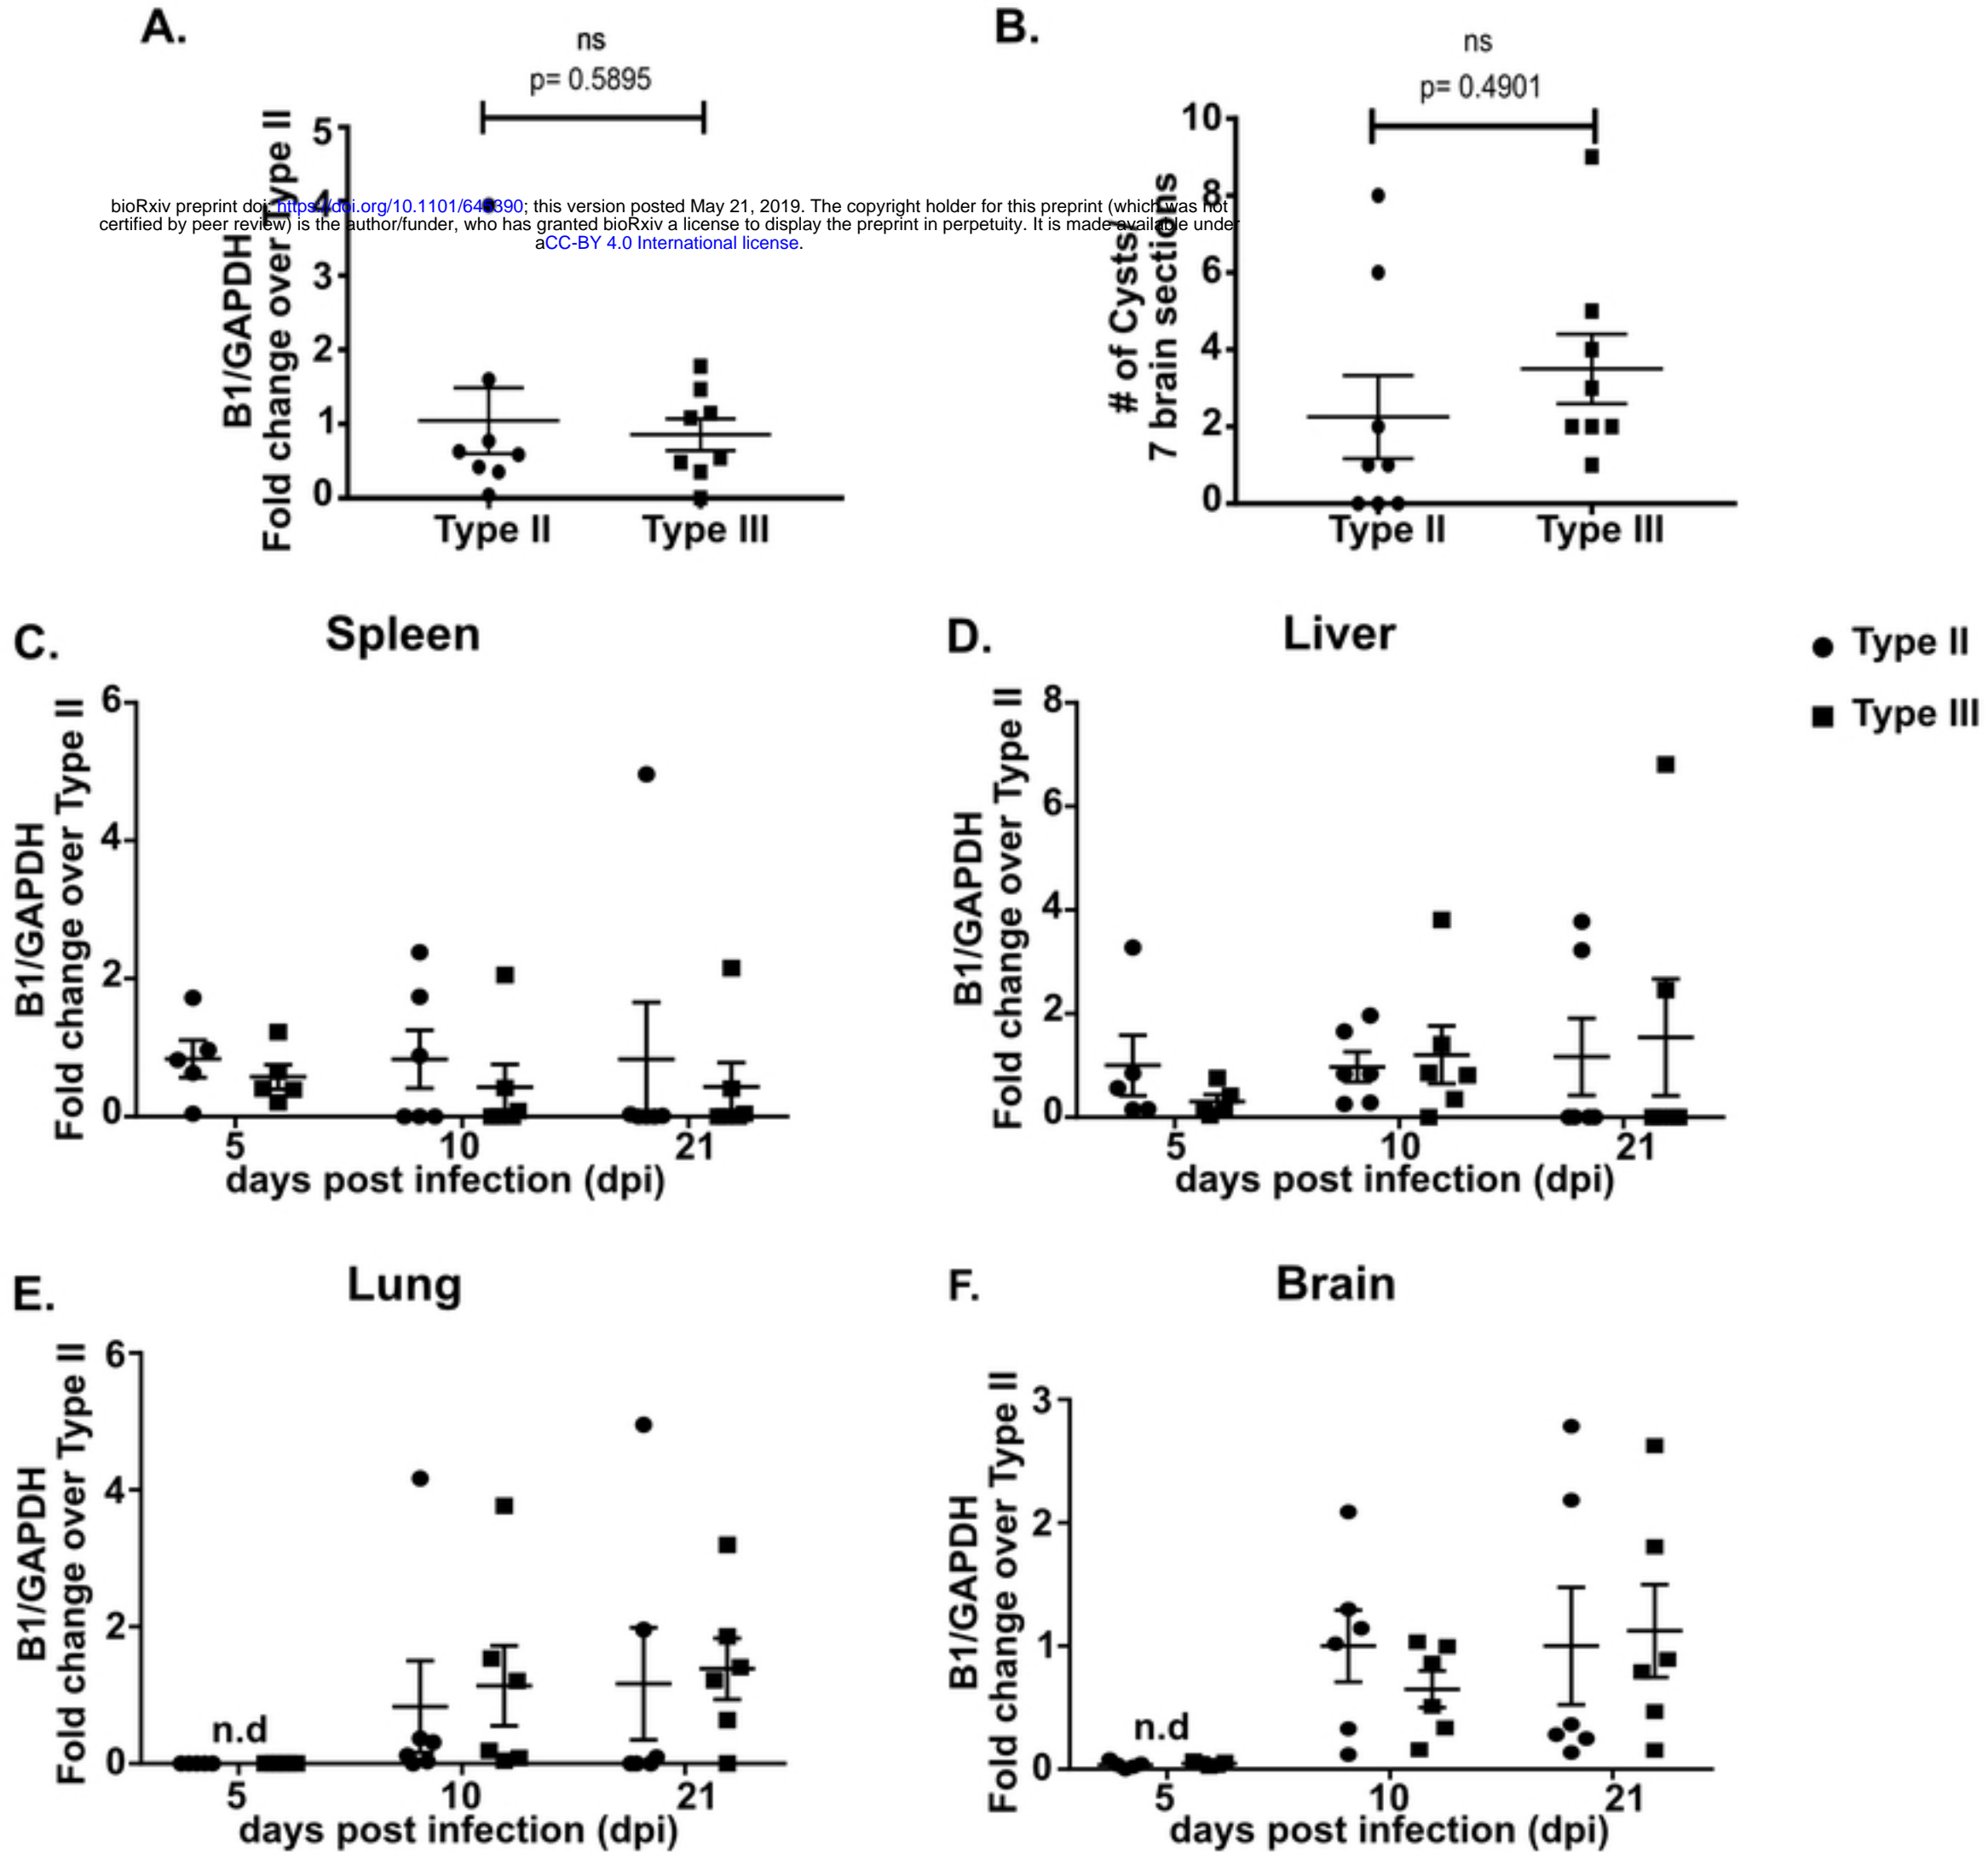 A.
ns
p= 0.5895
B1/GAPDH
Fold change over Type II
5
4
3
2
1
0
Type II
Type III
B.
ns
p= 0.4901
# of Cysts/
7 brain sections
10
8
6
4
2
0
Type II
Type III
bioRxiv preprint doi: https://doi.org/10.1101/; this version posted May 21, 2019. The copyright holder for this preprint (which was not
certified by peer review) is the author/funder, who has granted bioRxiv a license to display the preprint in perpetuity. It is made available under
aCC-BY 4.0 International license.
C.
Spleen
B1/GAPDH
Fold change over Type II
6
4
2
0
5
10
21
days post infection (dpi)
D.
Liver
B1/GAPDH
Fold change over Type II
8
6
4
2
0
5
10
21
days post infection (dpi)
Type II
Type III
E.
Lung
B1/GAPDH
Fold change over Type II
6
4
2
0
n.d
5
10
21
days post infection (dpi)
F.
Brain
B1/GAPDH
Fold change over Type II
3
2
1
0
n.d
5
10
21
days post infection (dpi)